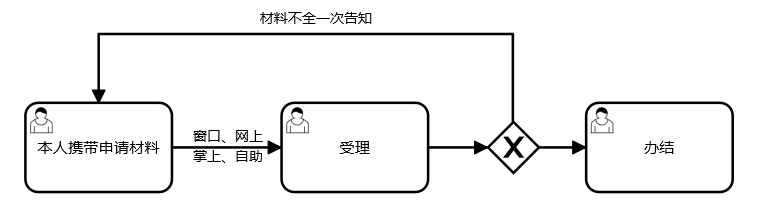 材料不全一次告知
本人携带申请材料
窗口、网上
掌上、自助
受理
X
办结